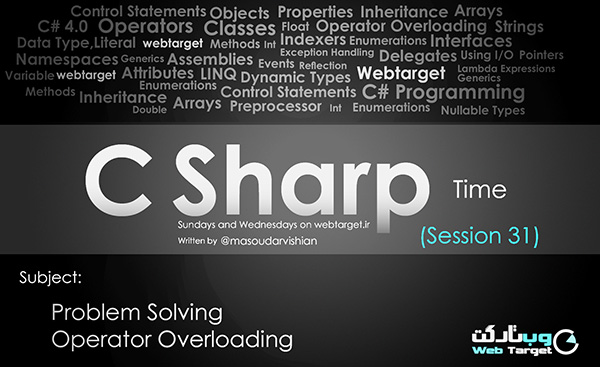 Control Statements Objects Properties Inheritance Arrays
C# 4.0 Operators Classes Float Operator Overloading Strings
Data Type,Literal webtarget Methods Int Indexers Enumerations Interfaces
Namespaces Generics Assemblies Events Exception Handling Delegates Using I/O Pointers
Variable webtarget Attributes LINQ Dynamic Types Reflection Webtarget Lambda Expressions Generics
Methods Inheritance Enumerations Control Statements C# Programming
Double Arrays Preprocessor Int Enumerations Nullable Types
C Sharp Time
Sundays and Wednesdays on webtarget.ir
Written by @masoudarvishian
(Session 31)
Subject:
Problem Solving
Operator Overloading
وب تارگت
Web Target